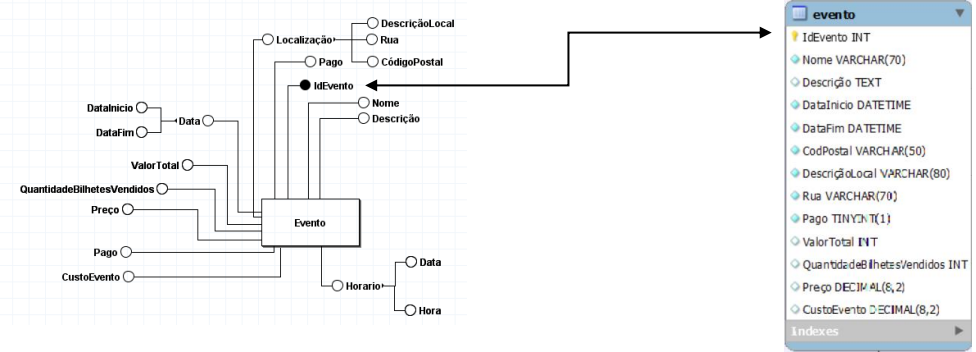 DescriçãoLocal
Localização
Rua
Pago
CódigoPostal
IdEvento
Nome
DataInicio
Descrição
Data
DataFim
ValorTotal
QuantidadeBilhetesVendidos
Preço
Evento
Pago
Data
CustoEvento
Horario
Hora
evento
IdEvento INT
Nome VARCHAR(70)
Descrição TEXT
DataInicio DATETIME
DataFim DATETIME
CodPostal VARCHAR(50)
DescriçãoLocal VARCHAR(80)
Rua VARCHAR(70)
Pago TINYINT(1)
ValorTotal INT
QuantidadeBilhetesVendidos INT
Preço DECIMAL(8,2)
CustoEvento DECIMAL(8,2)
Indexes